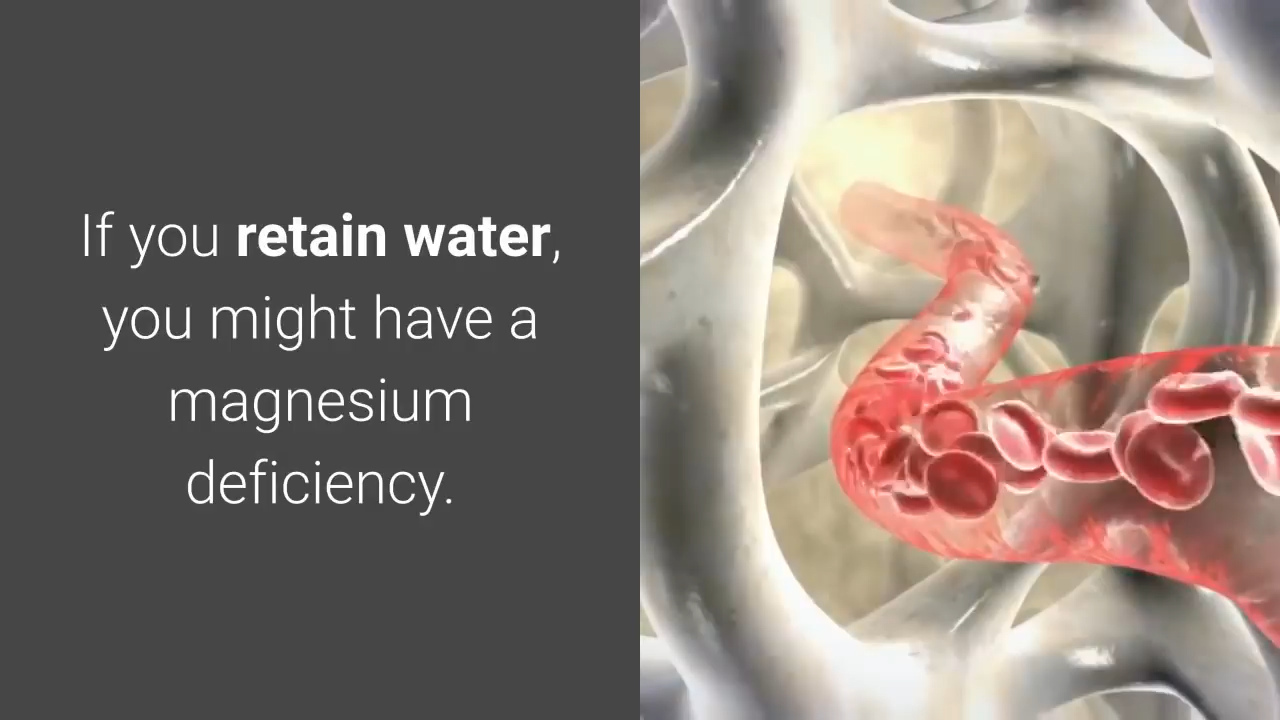 If you retain water,
you might have a
magnesium
deficiency.